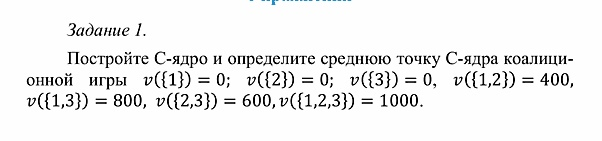 Задание 1.
Постройте С-ядро и определите среднюю точку С-ядра коалици-
онной игры v({1}) = 0; v({2}) = 0; v({3}) = 0, v({1,2}) = 400,
v({1,3}) = 800, v({2,3}) = 600, v({1,2,3}) = 1000.